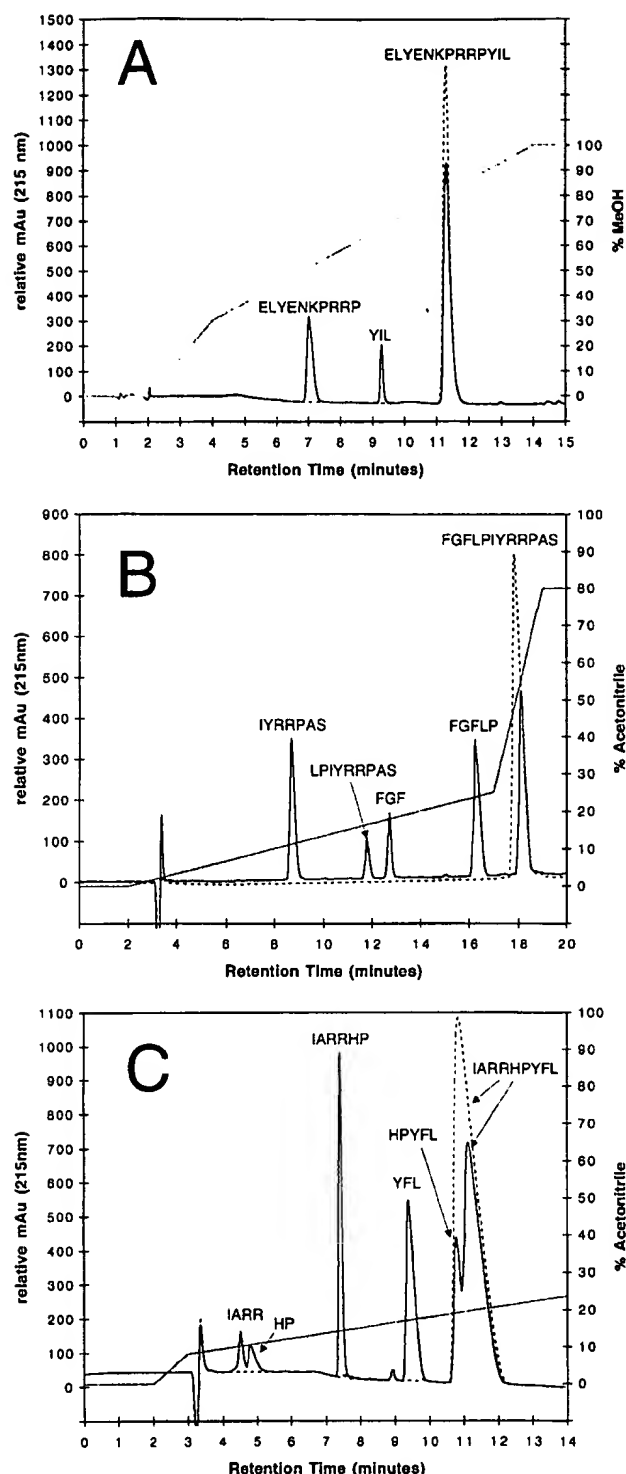 A
relative mAu (215 nm)
1500
1400
1300
1200
1100
1000
900
800
700
600
500
400
300
200
100
0
-100
ELYENKPRRPYIL
ELYENKPRRP
YIL
100
90
80
70
60
50
40
30
20
10
0
% MeOH
0 1 2 3 4 5 6 7 8 9 10 11 12 13 14 15
Retention Time (minutes)
B
relative mAu (215nm)
900
800
700
600
500
400
300
200
100
0
FGFLPIYRRPAS
IYRRPAS
LPIYRRPAS
FGF
FGFLP
100
90
80
70
60
50
40
30
20
10
0
% Acetonitrile
0 2 4 6 8 10 12 14 16 18 20
Retention Time (minutes)
C
relative mAu (215nm)
1100
1000
900
800
700
600
500
400
300
200
100
0
IARRHP
IARRHPYFL
HPYFL
YFL
IARR
HP
100
90
80
70
60
50
40
30
20
10
0
% Acetonitrile
0 1 2 3 4 5 6 7 8 9 10 11 12 13 14
Retention Time (minutes)